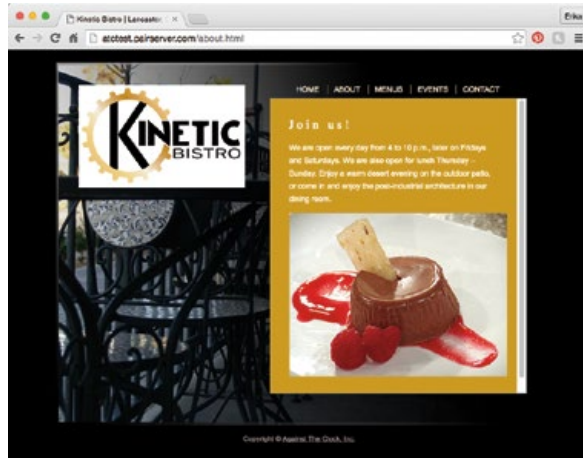 Kinetic Bistro | Lancaster,
Erika
atctest.pairserver.com/about.html
HOME | ABOUT | MENUS | EVENTS | CONTACT
KINETIC
BISTRO
Join us!
We are open every day from 4 to 10 p.m., later on Fridays
and Saturdays. We are also open for lunch Thursday –
Sunday. Enjoy a warm desert evening on the outdoor patio,
or come in and enjoy the post-industrial architecture in our
dining room.
Copyright © Against The Clock, Inc.